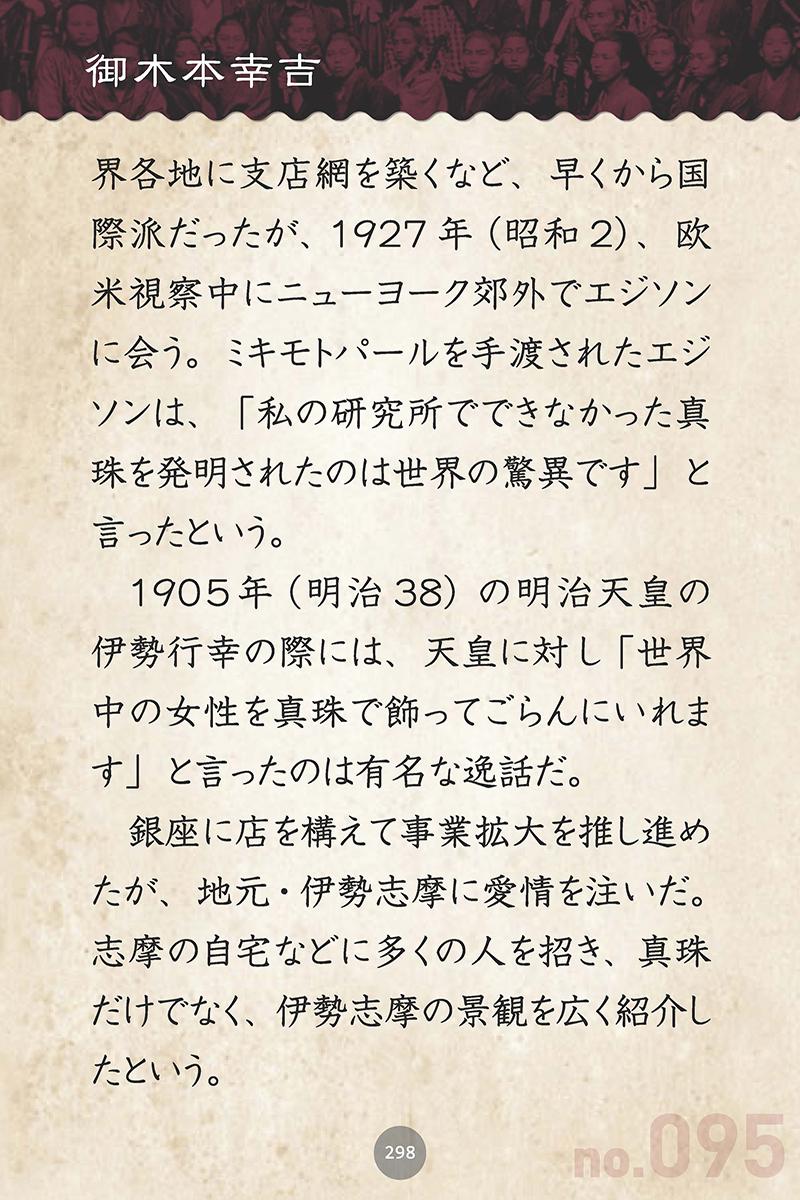 御木本幸吉
界各地に支店網を築くなど、早くから国
際派だったが、1927年（昭和2）、欧
米視察中にニューヨーク郊外でエジソン
に会う。ミキモトパールを手渡されたエジ
ソンは、「私の研究所でできなかった真
珠を発明されたのは世界の驚異です」と
言ったという。
　1905年（明治38）の明治天皇の
伊勢行幸の際には、天皇に対し「世界
中の女性を真珠で飾ってごらんにいれま
す」と言ったのは有名な逸話だ。
　銀座に店を構えて事業拡大を推し進め
たが、地元・伊勢志摩に愛情を注いだ。
志摩の自宅などに多くの人を招き、真珠
だけでなく、伊勢志摩の景観を広く紹介し
たという。
298
no.095